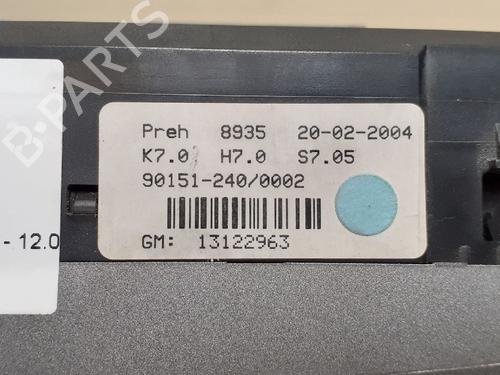 B-PARTS
Preh 8935 20-02-2004
K7.0 H7.0 S7.05
90151-240/0002
GM: 13122963
- 12.0